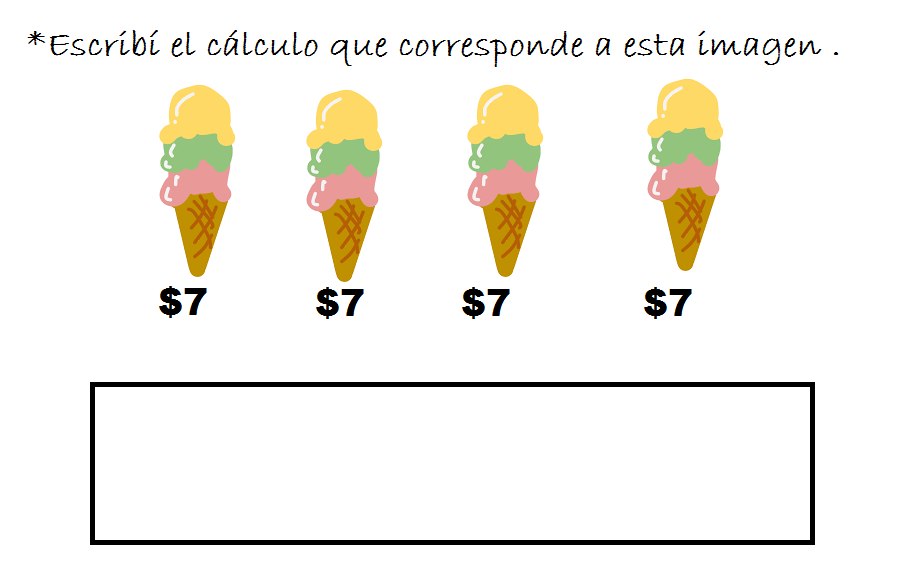 *Escribí el cálculo que corresponde a esta imagen .
$7 $7 $7 $7